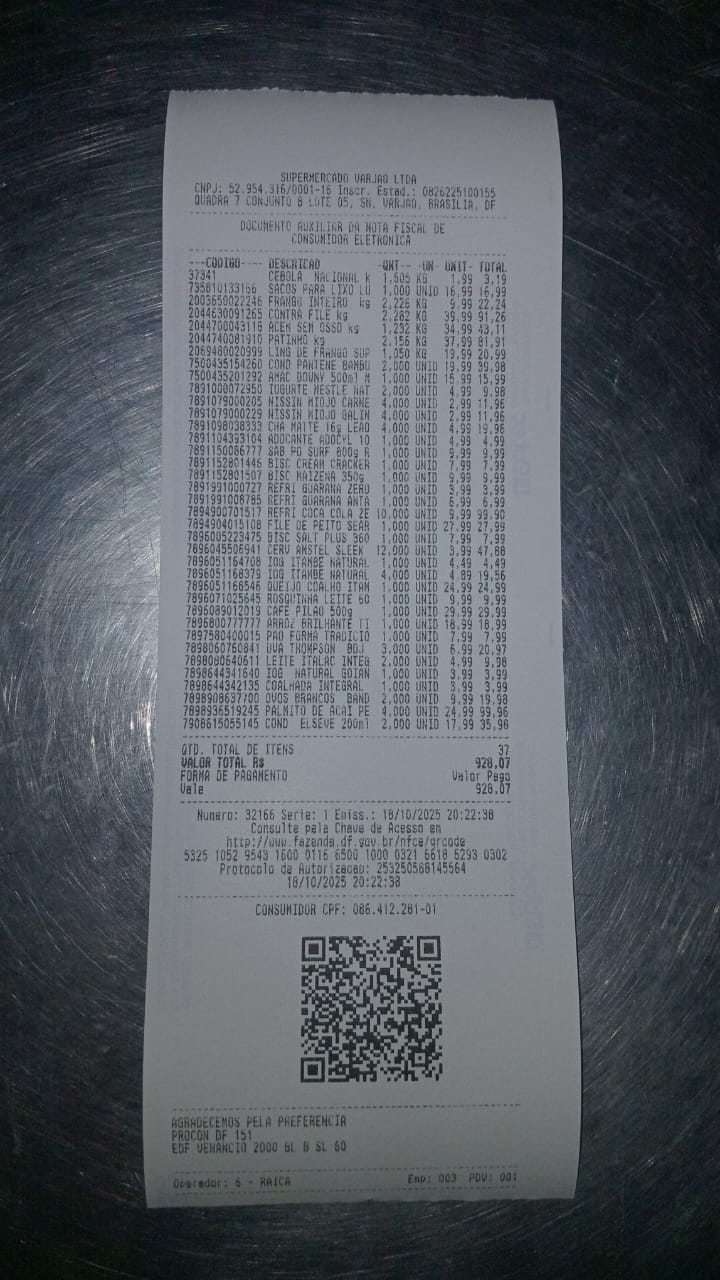 SUPERMERCADO VARJAO LTDA
CNPJ: 52.954.316/0001-16 Inscr. Estad.: 0826225100155
QUADRA 7 CONJUNTO B LOTE 05, SN, VARJAO, BRASILIA, DF
DOCUMENTO AUXILIAR DA NOTA FISCAL DE
CONSUMIDOR ELETRONICA
---CODIGO---- DESCRICAO -QNT-- -UN- UNIT- TOTAL
37341 CEBOLA NACIONAL K 1,605 KG 1,99 3,19
735810133166 SACOS PARA LIXO LU 1,000 UNID 16,99 16,99
2003650022246 FRANGO INTEIRO kg 2,226 KG 9,99 22,24
2044630091265 CONTRA FILE kg 2,282 KG 39,99 91,26
2044700043118 ACEM SEM OSSO kg 1,232 KG 34,99 43,11
2044740081910 PATINHO kg 2,156 KG 37,99 81,91
2069480020999 LING DE FRANGO SUP 1,050 KG 19,99 20,99
7500435154260 COND PANTENE BAMBU 2,000 UNID 19,99 39,98
7500435201292 AMAC DOWNY 500ml M 1,000 UNID 15,99 15,99
7891000072950 IOGURTE NESTLE NAT 2,000 UNID 4,99 9,98
7891079000205 NISSIN MIOJO CARNE 4,000 UNID 2,99 11,96
7891079000229 NISSIN MIOJO GALIN 4,000 UNID 2,99 11,96
7891098038333 CHA MAITE 16g LEAO 4,000 UNID 4,99 19,96
7891104393104 ADOCANTE ADOCYL 10 1,000 UNID 4,99 4,99
7891150086777 SAB PO SURF 800g R 1,000 UNID 9,99 9,99
7891152801446 BISC CREAM CRACKER 1,000 UNID 7,99 7,99
7891152801507 BISC MAIZENA 350g 1,000 UNID 9,99 9,99
7891991000727 REFRI GUARANA ZERO 1,000 UNID 3,99 3,99
7891991008785 REFRI GUARANA ANTA 1,000 UNID 6,99 6,99
7894900701517 REFRI COCA COLA ZE 10,000 UNID 9,99 99,90
7894904015108 FILE DE PEITO SEAR 1,000 UNID 27,99 27,99
7896005223475 BISC SALT PLUS 360 1,000 UNID 7,99 7,99
7896045506941 CERV AMSTEL SLEEK 12,000 UNID 3,99 47,88
7896051164708 IOG ITAMBE NATURAL 1,000 UNID 4,49 4,49
7896051168379 IOG ITAMBE NATURAL 4,000 UNID 4,89 19,56
7896051166546 QUEIJO COALHO ITAM 1,000 UNID 24,99 24,99
7896071025645 ROSQUINHA LEITE 60 1,000 UNID 9,99 9,99
7896089012019 CAFE PILAO 500g 1,000 UNID 29,99 29,99
7896800777777 ARROZ BRILHANTE TI 1,000 UNID 18,99 18,99
7897580400015 PAO FORMA TRADICIO 1,000 UNID 7,99 7,99
7898060760841 UVA THOMPSON BDJ 3,000 UNID 6,99 20,97
7898080640611 LEITE ITALAC INTEG 2,000 UNID 4,99 9,98
7898644341640 IOG NATURAL GOIAN 1,000 UNID 3,99 3,99
7898644342135 COALHADA INTEGRAL 1,000 UNID 3,99 3,99
7898908637700 OVOS BRANCOS BAND 2,000 UNID 9,99 19,98
7898936519245 PALMITO DE ACAI PE 4,000 UNID 24,99 99,96
7908615055145 COND ELSEVE 200ml 2,000 UNID 17,99 35,98
QTD. TOTAL DE ITENS 37
VALOR TOTAL R$ 928,07
FORMA DE PAGAMENTO Valor Pago
Vale 928,07
Numero: 32166 Serie: 1 Emiss.: 18/10/2025 20:22:38
Consulte pela Chave de Acesso em
http://www.fazenda.df.gov.br/nfce/qrcode
5325 1052 9543 1600 0116 6500 1000 0321 6618 6293 0302
Protocolo de Autorizacao: 253250588145564
18/10/2025 20:22:38
CONSUMIDOR CPF: 086.412.281-01
AGRADECEMOS PELA PREFERENCIA
PROCON DF 151
EDF VENANCIO 2000 BL B SL 60
Operador: 6 - RAICA Emp: 003 PDV: 001